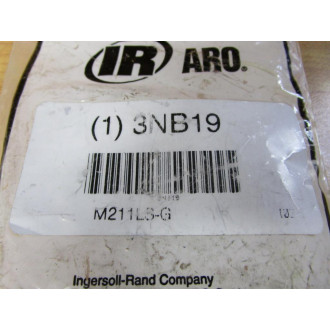 IR ARO.
(1) 3NB19
M211LS-G
Ingersoll-Rand Company